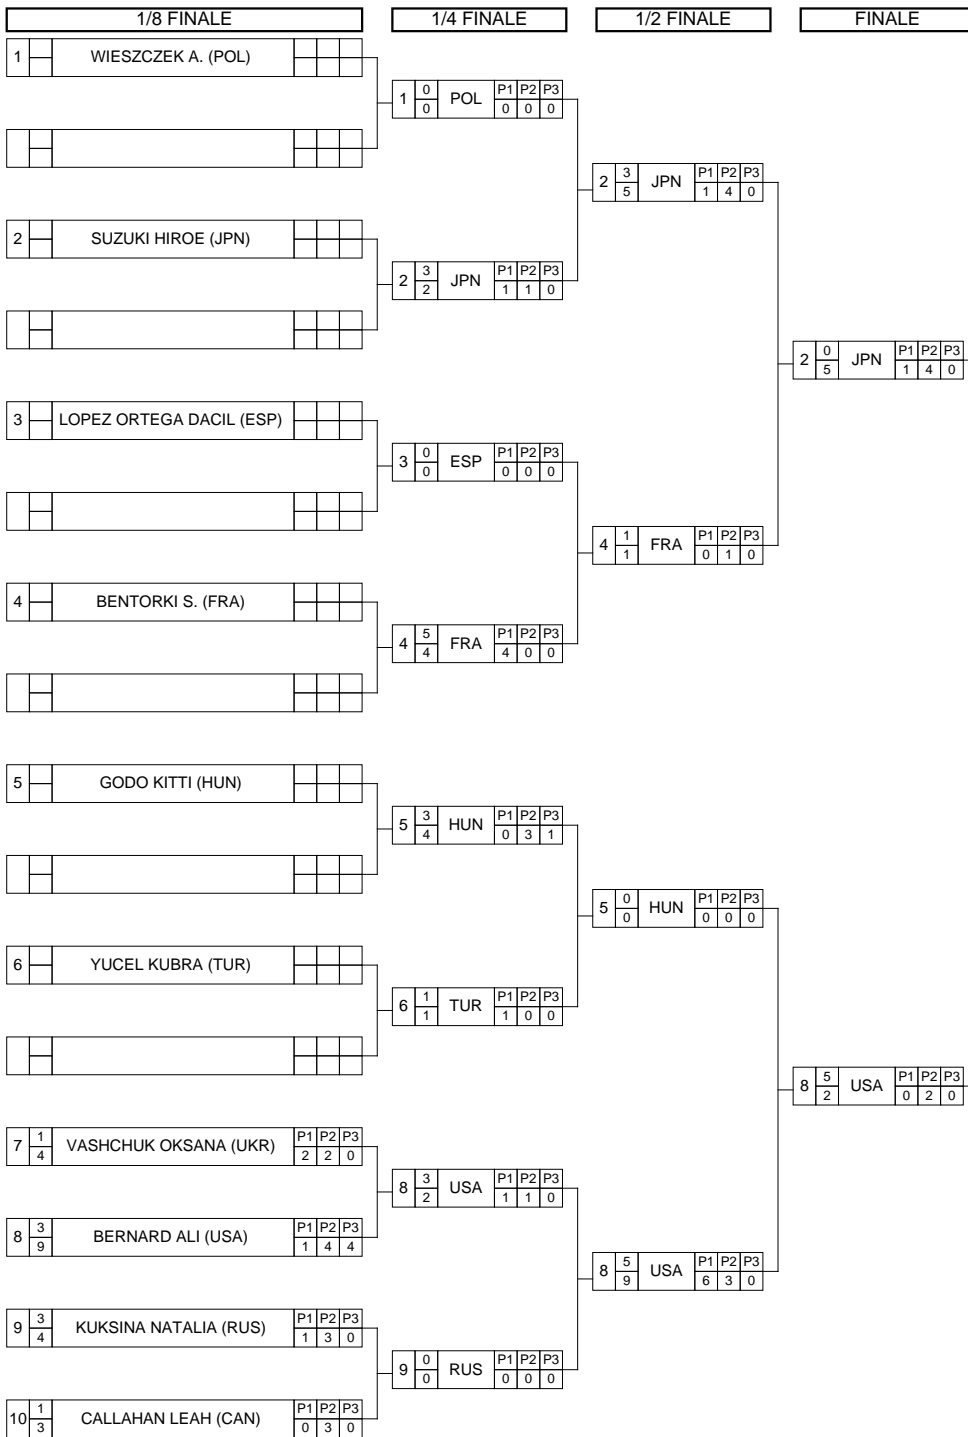 1/8 FINALE 1/4 FINALE 1/2 FINALE FINALE
1 WIESZCZEK A. (POL)
1 0 0 POL P1 P2 P3
0 0 0
2 3 5 JPN P1 P2 P3
1 4 0
2 SUZUKI HIROE (JPN)
2 3 2 JPN P1 P2 P3
1 1 0
2 0 5 JPN P1 P2 P3
1 4 0
3 LOPEZ ORTEGA DACIL (ESP)
3 0 0 ESP P1 P2 P3
0 0 0
4 1 1 FRA P1 P2 P3
0 1 0
4 BENTORKI S. (FRA)
4 5 4 FRA P1 P2 P3
4 0 0
5 GODO KITTI (HUN)
5 3 4 HUN P1 P2 P3
0 3 1
5 0 0 HUN P1 P2 P3
0 0 0
6 YUCEL KUBRA (TUR)
6 1 1 TUR P1 P2 P3
1 0 0
8 5 2 USA P1 P2 P3
0 2 0
7 1 4 VASHCHUK OKSANA (UKR) P1 P2 P3
2 2 0
8 3 2 USA P1 P2 P3
1 1 0
8 3 9 BERNARD ALI (USA) P1 P2 P3
1 4 4
8 5 9 USA P1 P2 P3
6 3 0
9 3 4 KUKSINA NATALIA (RUS) P1 P2 P3
1 3 0
9 0 0 RUS P1 P2 P3
0 0 0
10 1 3 CALLAHAN LEAH (CAN) P1 P2 P3
0 3 0